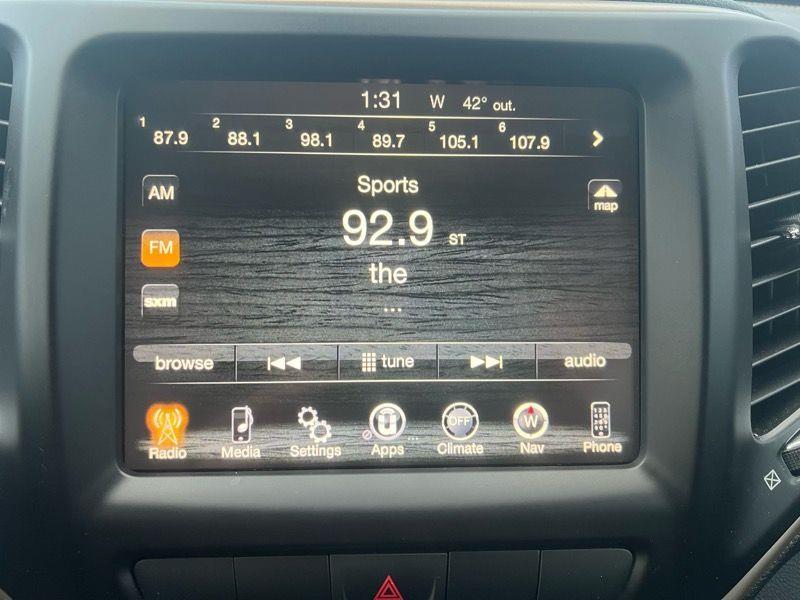 1:31 W 42° out.
1 87.9 2 88.1 3 98.1 4 89.7 5 105.1 6 107.9
AM Sports map
92.9 ST
FM the
sxm ...
browse tune audio
OFF W
Radio Media Settings Apps Climate Nav Phone